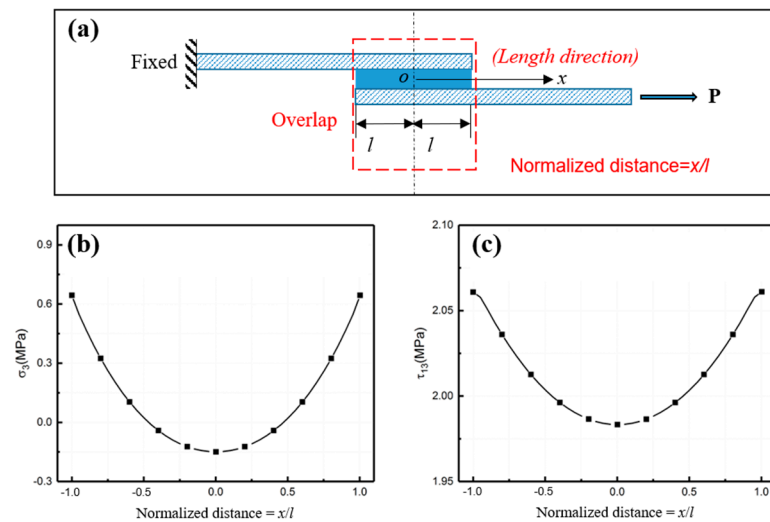 (a)
Fixed
(Length direction)
o
x
P
Overlap
l
l
Normalized distance=x/l
(b)
0.9
0.6
0.3
0.0
-0.3
σ3(MPa)
-1.0 -0.5 0.0 0.5 1.0
Normalized distance = x/l
(c)
2.10
2.05
2.00
1.95
τ13(MPa)
-1.0 -0.5 0.0 0.5 1.0
Normalized distance = x/l